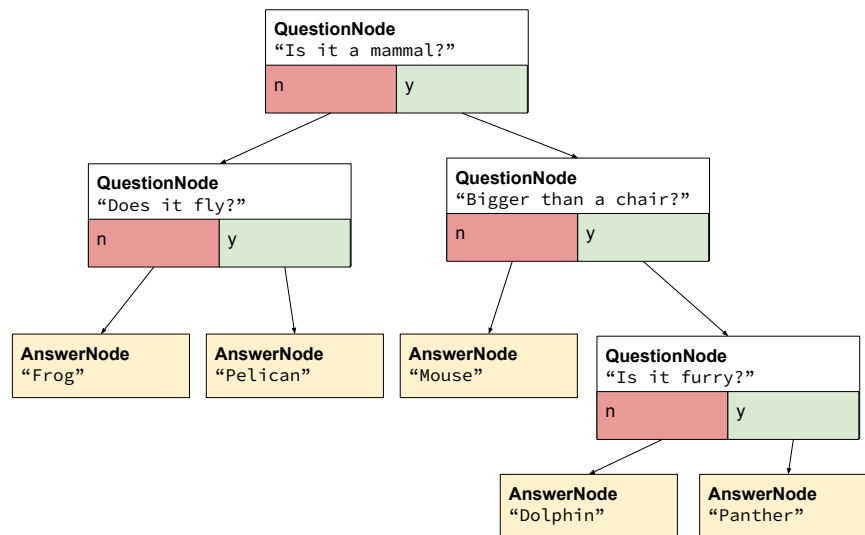 QuestionNode
“Is it a mammal?”
n
y
QuestionNode
“Does it fly?”
n
y
QuestionNode
“Bigger than a chair?”
n
y
AnswerNode
“Frog”
AnswerNode
“Pelican”
AnswerNode
“Mouse”
QuestionNode
“Is it furry?”
n
y
AnswerNode
“Dolphin”
AnswerNode
“Panther”